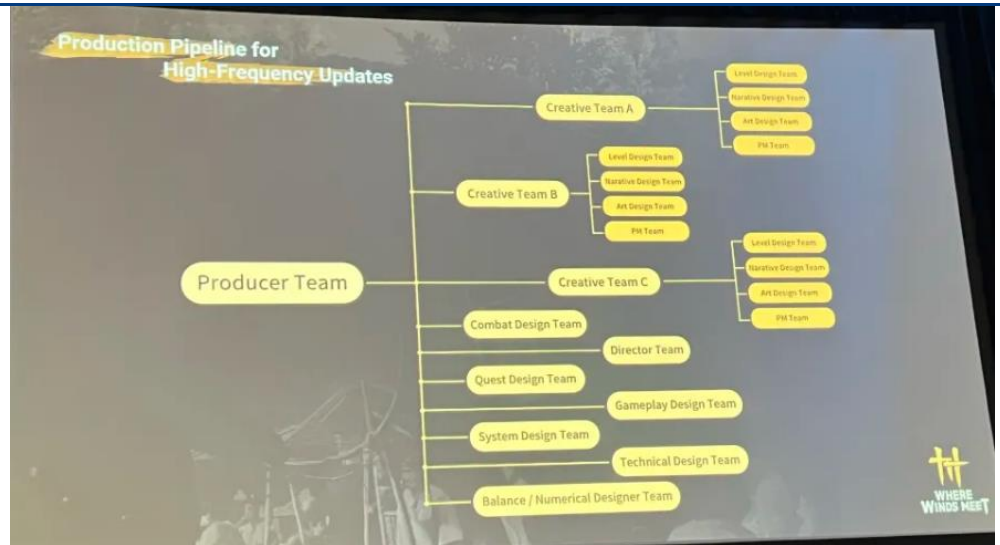 Production Pipeline for
High-Frequency Updates
Producer Team
Creative Team A
Level Design Team
Narative Design Team
Art Design Team
PM Team
Creative Team B
Level Design Team
Narative Design Team
Art Design Team
PM Team
Creative Team C
Level Design Team
Narative Design Team
Art Design Team
PM Team
Combat Design Team
Director Team
Quest Design Team
Gameplay Design Team
System Design Team
Technical Design Team
Balance / Numerical Designer Team
WHERE
WINDS MEET